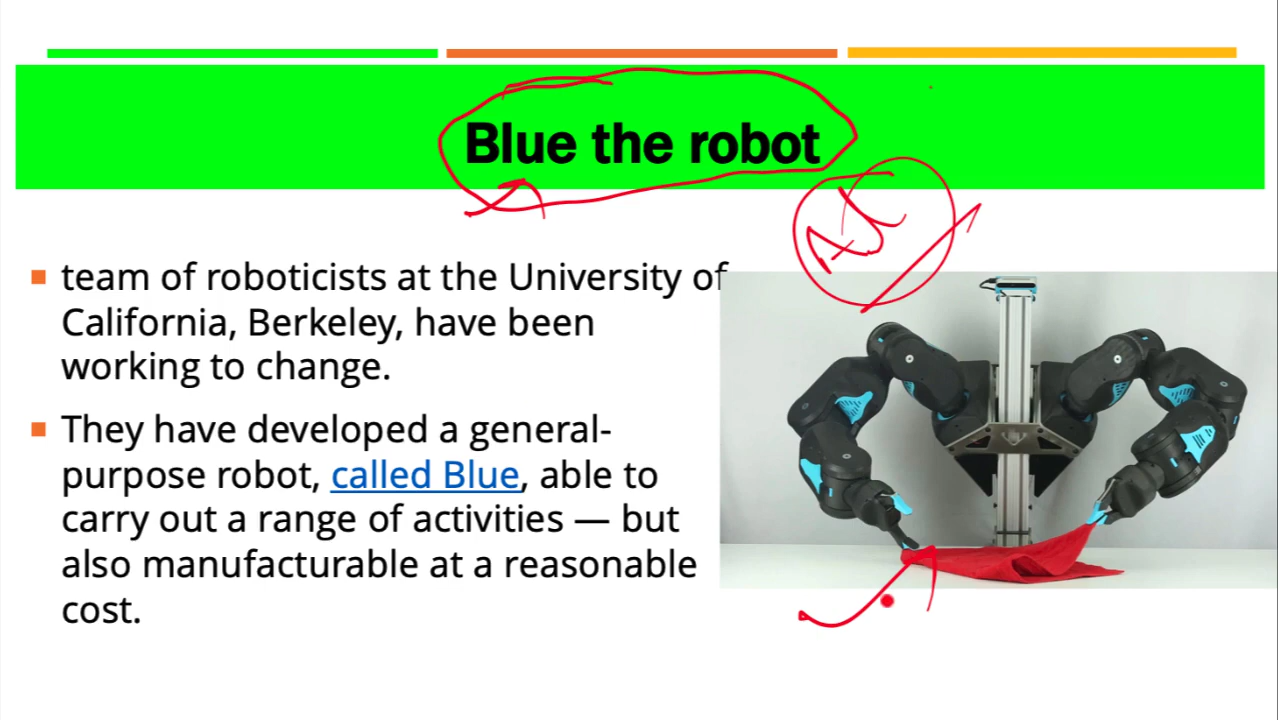 Blue the robot
team of roboticists at the University of
California, Berkeley, have been
working to change.
They have developed a general-
purpose robot, called Blue, able to
carry out a range of activities — but
also manufacturable at a reasonable
cost.